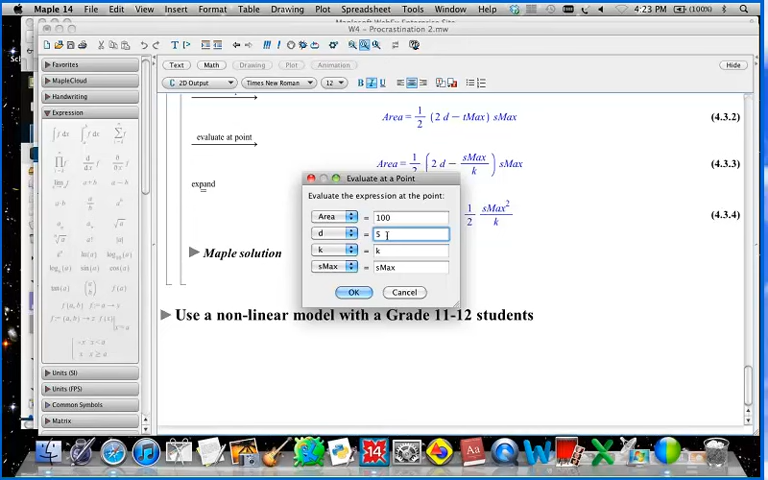 Maple 14 File Edit View Insert Format Table Drawing Plot Spreadsheet Tools Window Help 4:23 PM (100%)
W4 - Procrastination 2.mw
Text Math Drawing Plot Animation Hide
2D Output Times New Roman 12 B I U
Favorites
MapleCloud
Handwriting
Expression
Area = 1/2 (2 d − tMax) sMax (4.3.2)
evaluate at point
Area = 1/2 (2 d − sMax/k) sMax (4.3.3)
expand
1/2 sMax²/k (4.3.4)
Evaluate at a Point
Evaluate the expression at the point:
Area = 100
d = 5
k = k
sMax = sMax
OK Cancel
Maple solution
Use a non-linear model with a Grade 11-12 students
Units (SI)
Units (FPS)
Common Symbols
Matrix